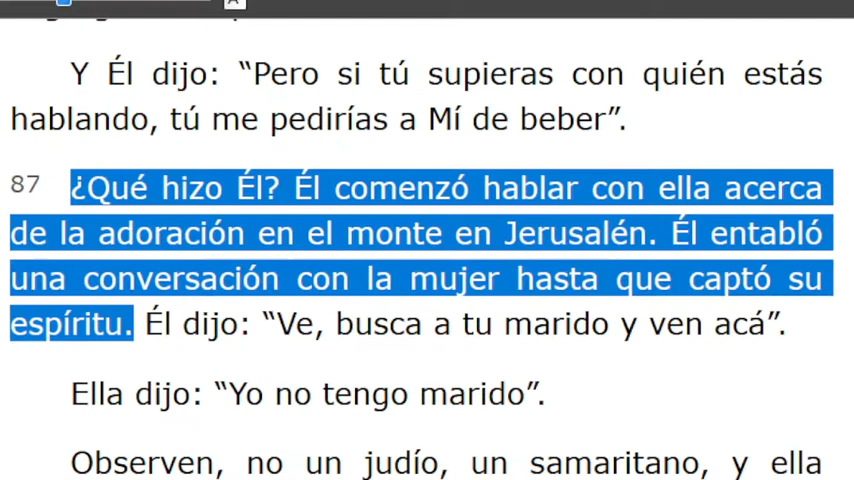 Y Él dijo: “Pero si tú supieras con quién estás
hablando, tú me pedirías a Mí de beber”.
87 ¿Qué hizo Él? Él comenzó hablar con ella acerca
de la adoración en el monte en Jerusalén. Él entabló
una conversación con la mujer hasta que captó su
espíritu. Él dijo: “Ve, busca a tu marido y ven acá”.
Ella dijo: “Yo no tengo marido”.
Observen, no un judío, un samaritano, y ella